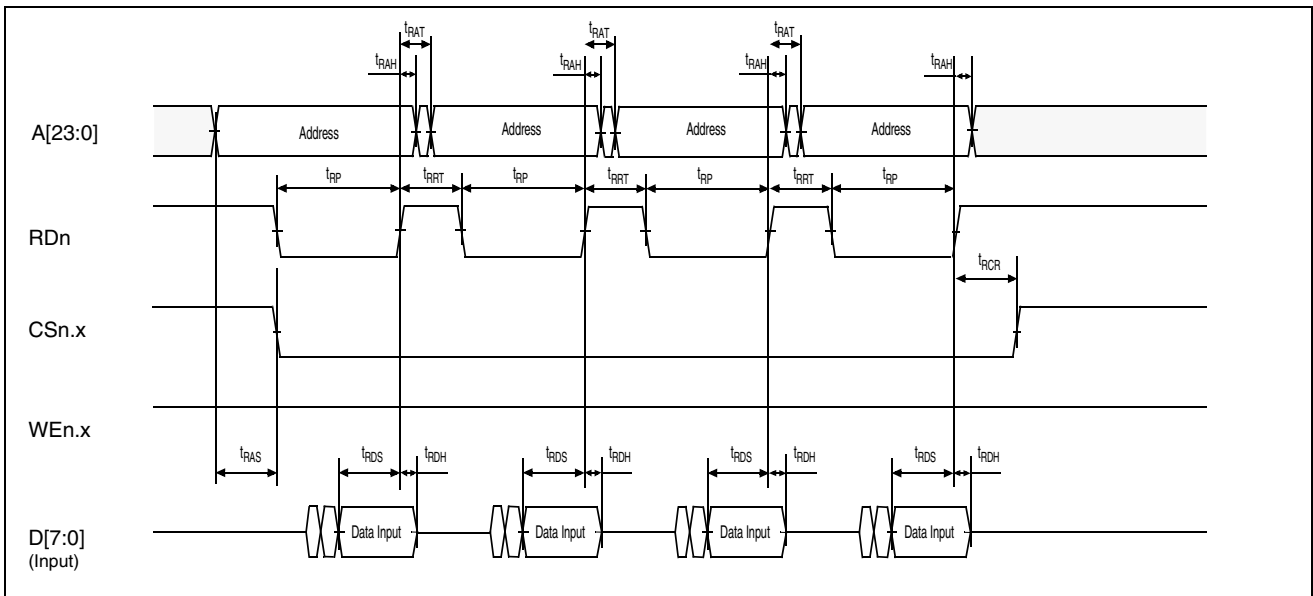 tRAT tRAT tRAT
tRAH tRAH tRAH tRAH
A[23:0] Address Address Address Address
tRP tRRT tRP tRRT tRP tRRT tRP
RDn
tRCR
CSn.x
WEn.x
tRAS tRDS tRDH tRDS tRDH tRDS tRDH tRDS tRDH
D[7:0] Data Input Data Input Data Input Data Input
(Input)